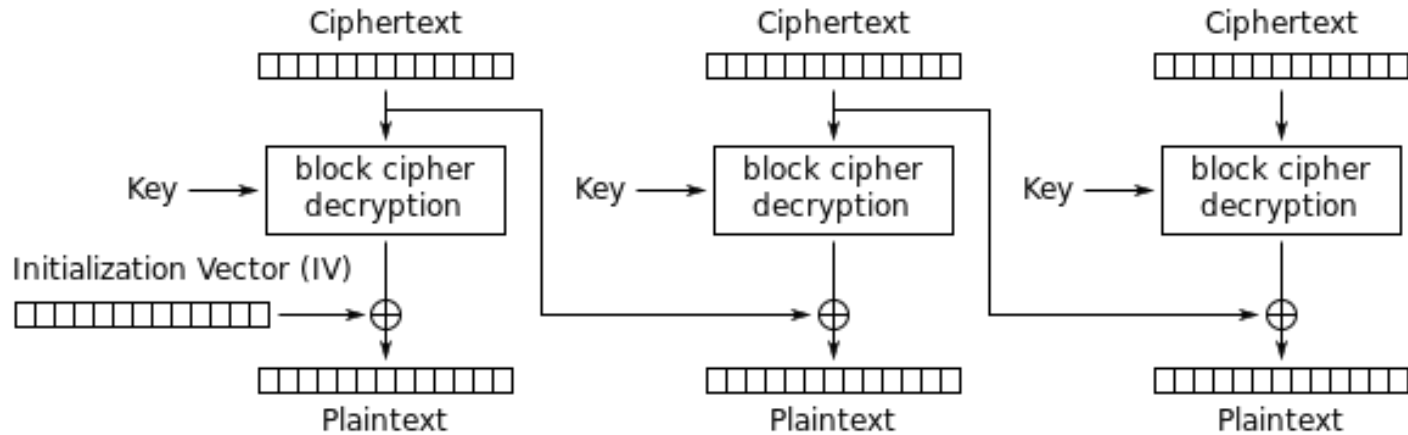 Ciphertext
Ciphertext
Ciphertext
Key
block cipher
decryption
Key
block cipher
decryption
Key
block cipher
decryption
Initialization Vector (IV)
Plaintext
Plaintext
Plaintext